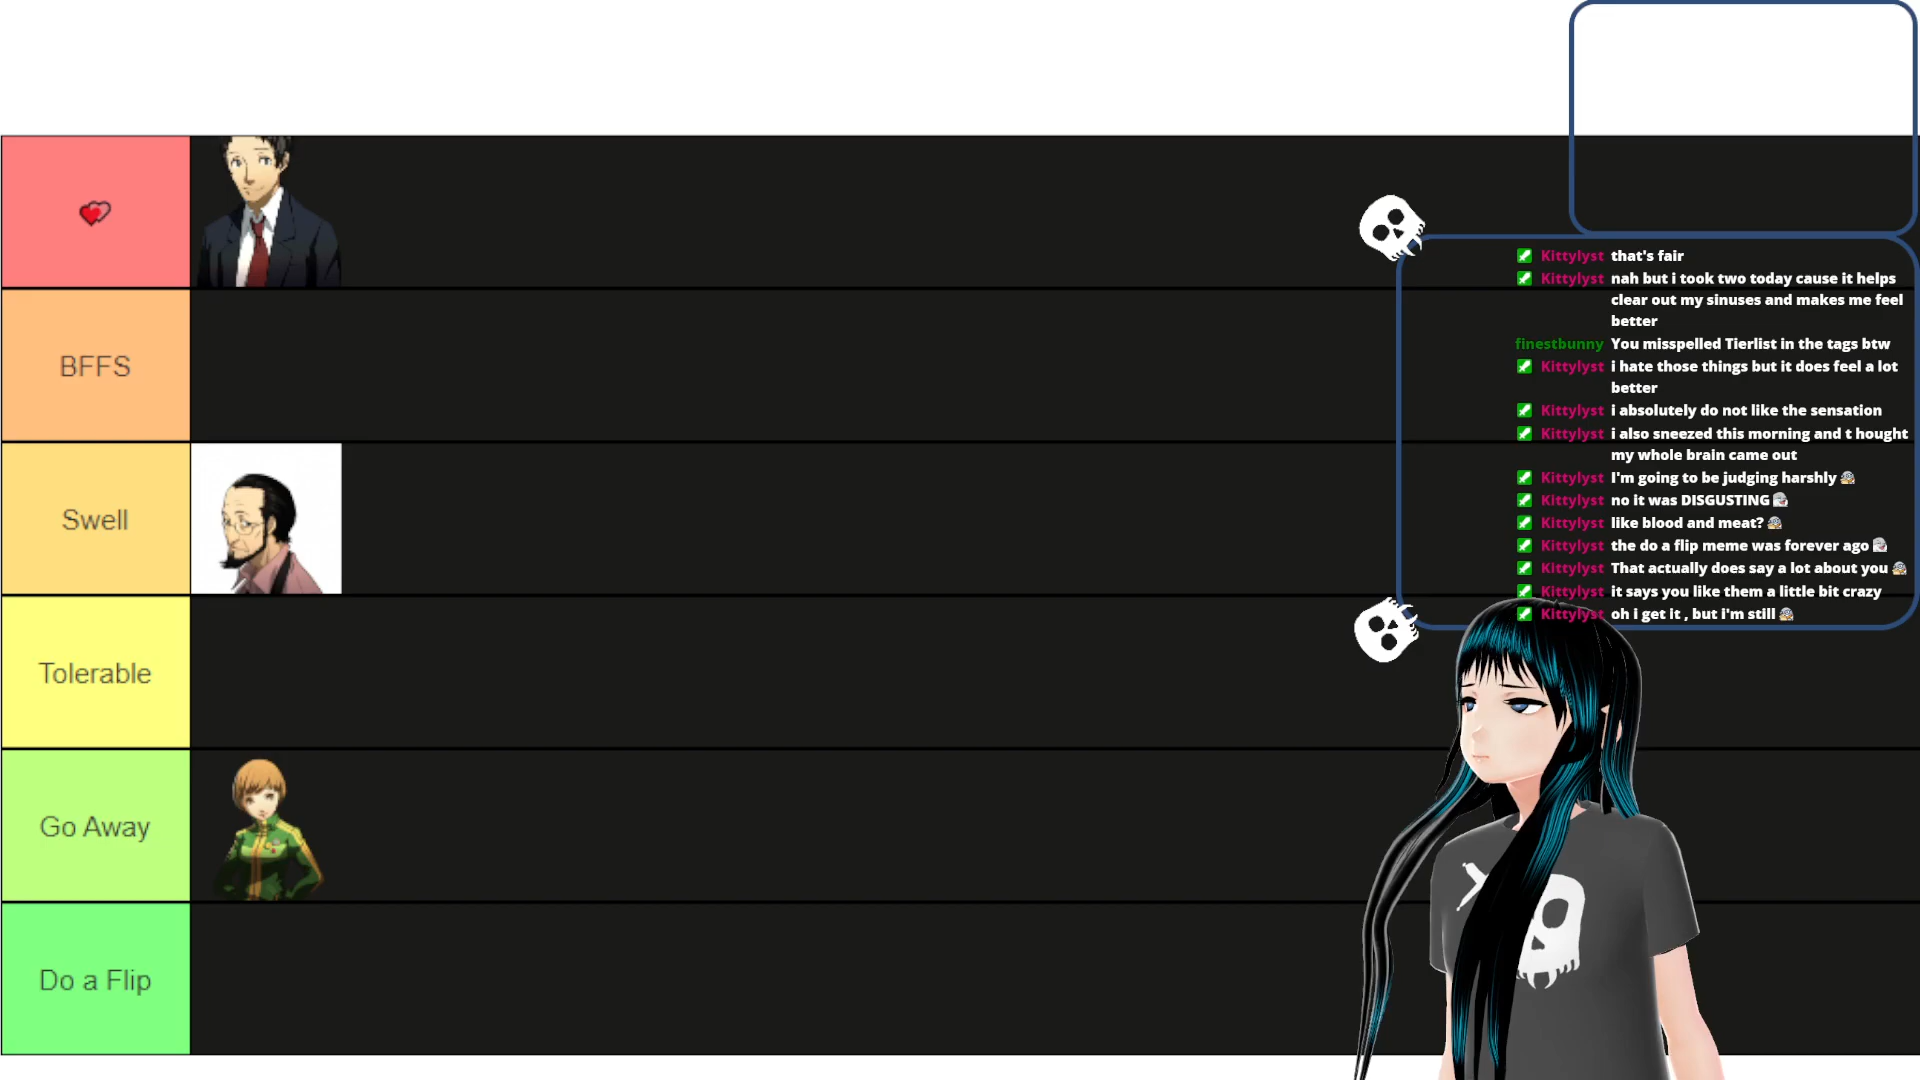 BFFS
Swell
Tolerable
Go Away
Do a Flip
Kittylyst that's fair
Kittylyst nah but i took two today cause it helps
clear out my sinuses and makes me feel
better
finestbunny You misspelled Tierlist in the tags btw
Kittylyst i hate those things but it does feel a lot
better
Kittylyst i absolutely do not like the sensation
Kittylyst i also sneezed this morning and t hought
my whole brain came out
Kittylyst I'm going to be judging harshly
Kittylyst no it was DISGUSTING
Kittylyst like blood and meat?
Kittylyst the do a flip meme was forever ago
Kittylyst That actually does say a lot about you
Kittylyst it says you like them a little bit crazy
Kittylyst oh i get it , but i'm still